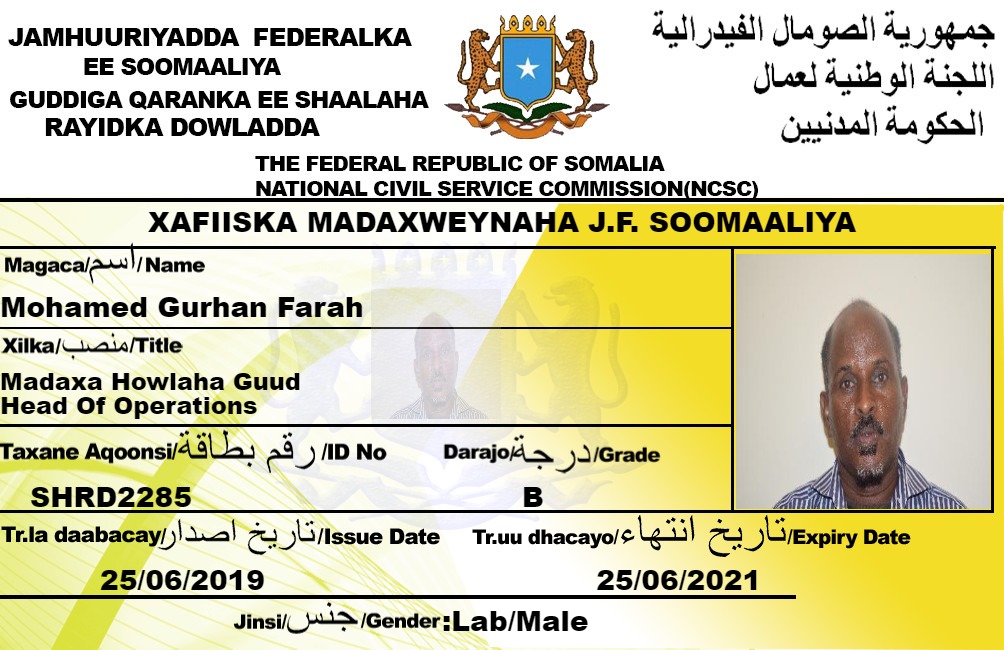 JAMHUURIYADDA FEDERALKA
EE SOOMAALIYA
GUDDIGA QARANKA EE SHAALAHA
RAYIDKA DOWLADDA
جمهورية الصومال الفيدرالية
اللجنة الوطنية لعمال
الحكومة المدنيين
THE FEDERAL REPUBLIC OF SOMALIA
NATIONAL CIVIL SERVICE COMMISSION(NCSC)
XAFIISKA MADAXWEYNAHA J.F. SOOMAALIYA
Magaca/اسم/Name
Mohamed Gurhan Farah
Xilka/منصب/Title
Madaxa Howlaha Guud
Head Of Operations
Taxane Aqoonsi/رقم بطاقة/ID No Darajo/درجة/Grade
SHRD2285 B
Tr.la daabacay/تاريخ اصدار/Issue Date Tr.uu dhacayo/تاريخ انتهاء/Expiry Date
25/06/2019 25/06/2021
Jinsi/جنس/Gender:Lab/Male